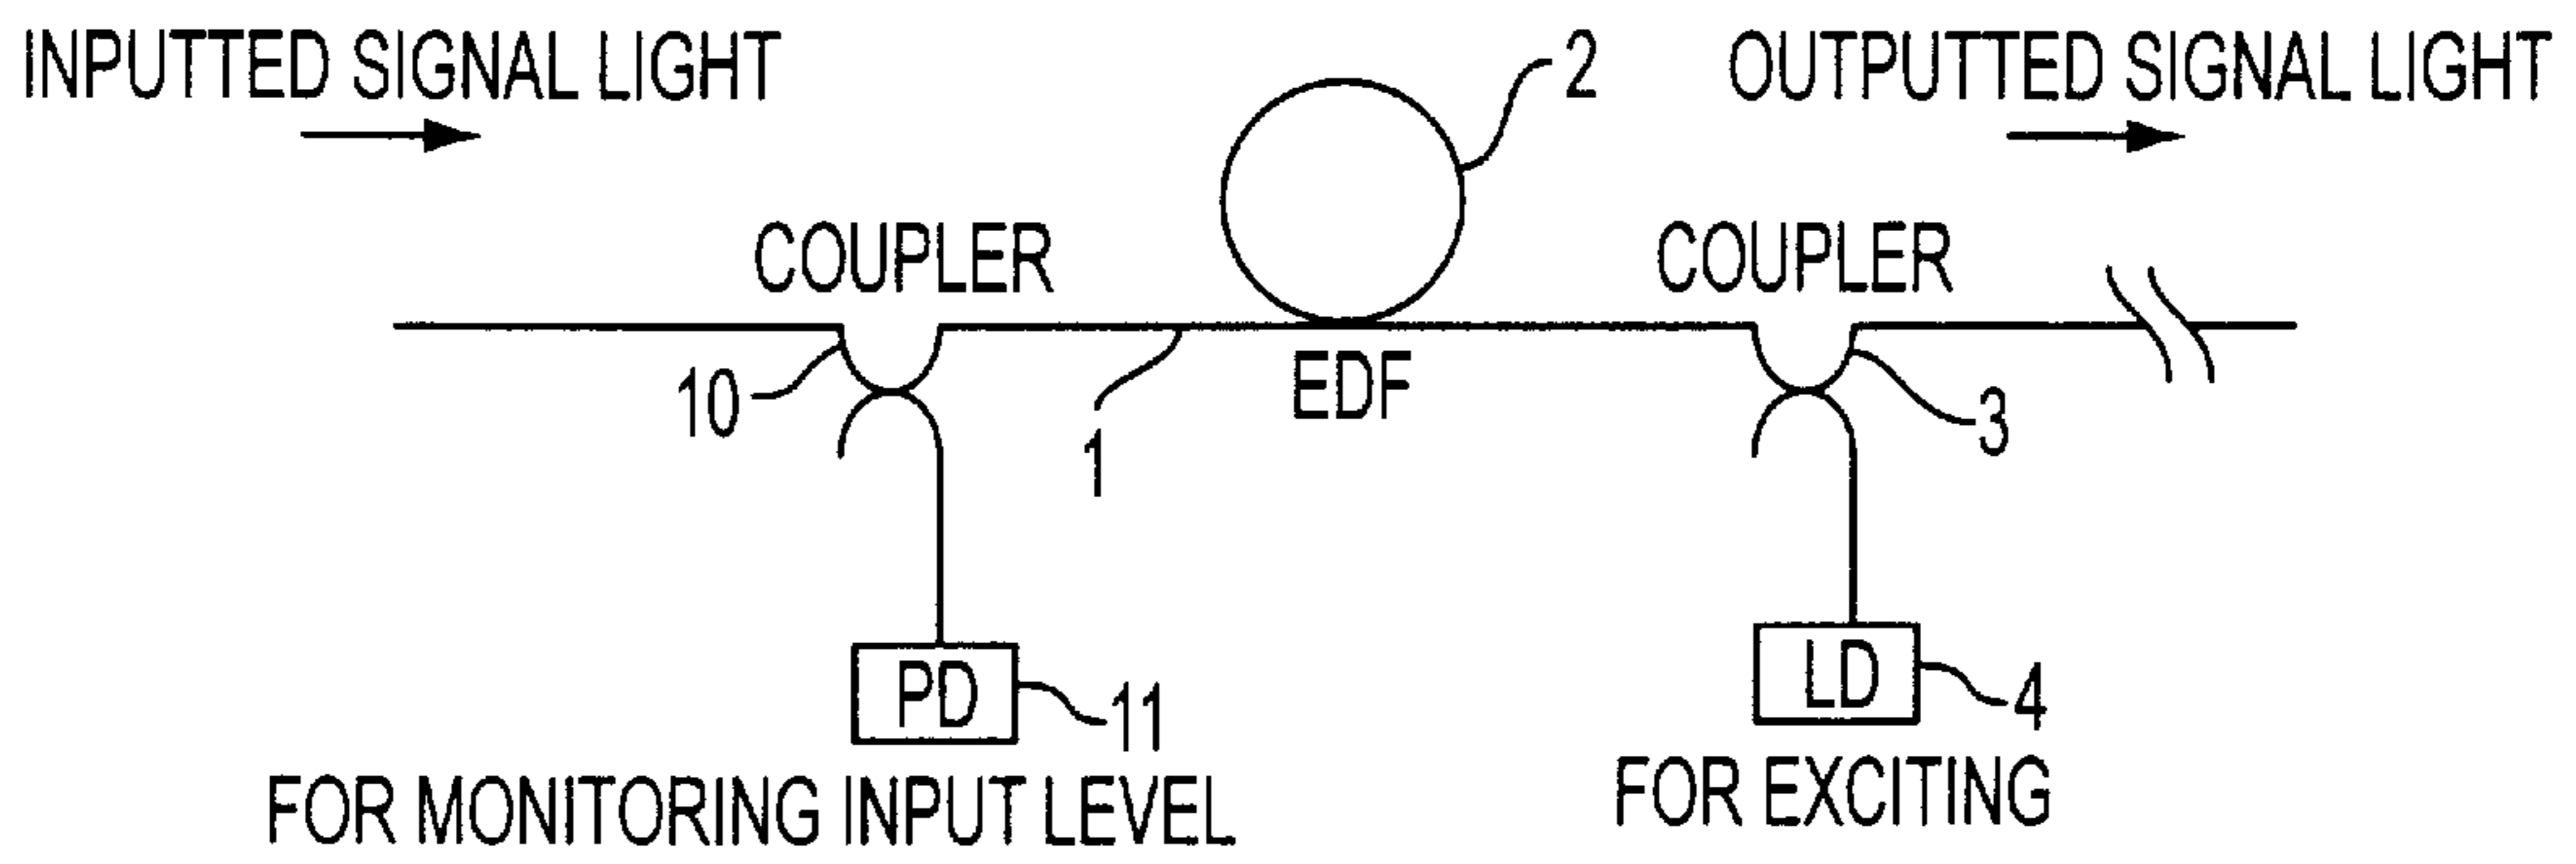 INPUTTED SIGNAL LIGHT
OUTPUTTED SIGNAL LIGHT
2
COUPLER
COUPLER
EDF
10
1
3
PD
11
LD
4
FOR MONITORING INPUT LEVEL
FOR EXCITING